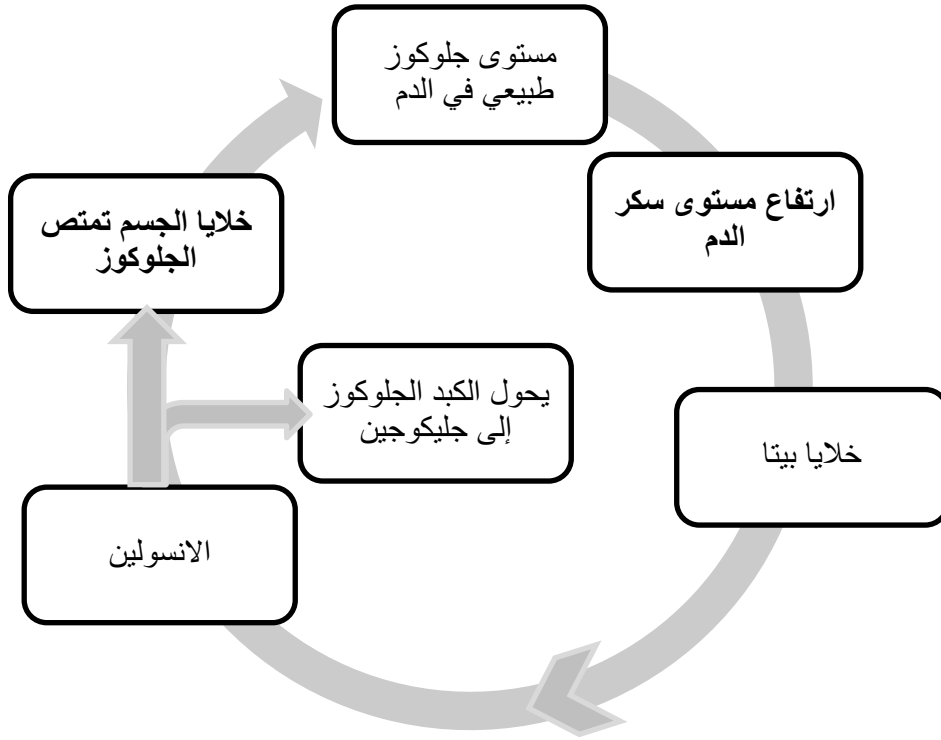 مستوى جلوكوز
طبيعي في الدم
ارتفاع مستوى سكر
الدم
خلايا بيتا
الانسولين
يحول الكبد الجلوكوز
إلى جليكوجين
خلايا الجسم تمتص
الجلوكوز